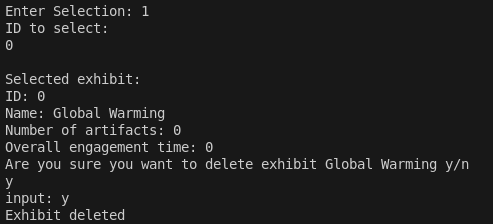 Enter Selection: 1
ID to select:
0
Selected exhibit:
ID: 0
Name: Global Warming
Number of artifacts: 0
Overall engagement time: 0
Are you sure you want to delete exhibit Global Warming y/n
y
input: y
Exhibit deleted